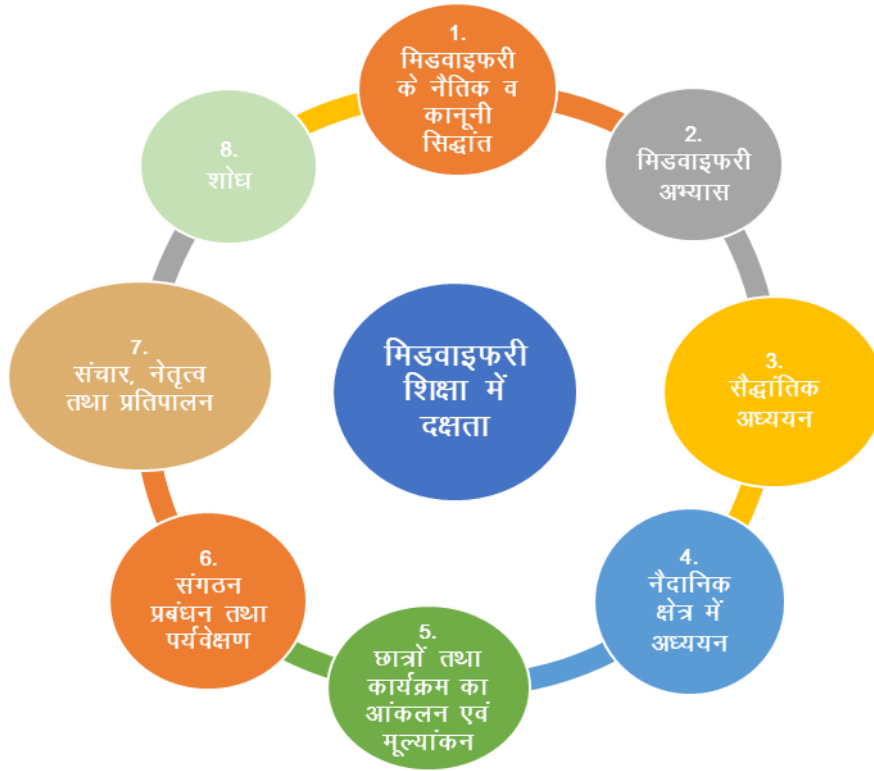 1.
मिडवाइफरी
के नैतिक व
कानूनी
सिद्धांत
2.
मिडवाइफरी
अभ्यास
3.
सैद्धांतिक
अध्ययन
4.
नैदानिक
क्षेत्र में
अध्ययन
5.
छात्रों तथा
कार्यक्रम का
आंकलन एवं
मूल्यांकन
6.
संगठन
प्रबंधन तथा
पर्यवेक्षण
7.
संचार, नेतृत्व
तथा प्रतिपालन
8.
शोध
मिडवाइफरी
शिक्षा में
दक्षता